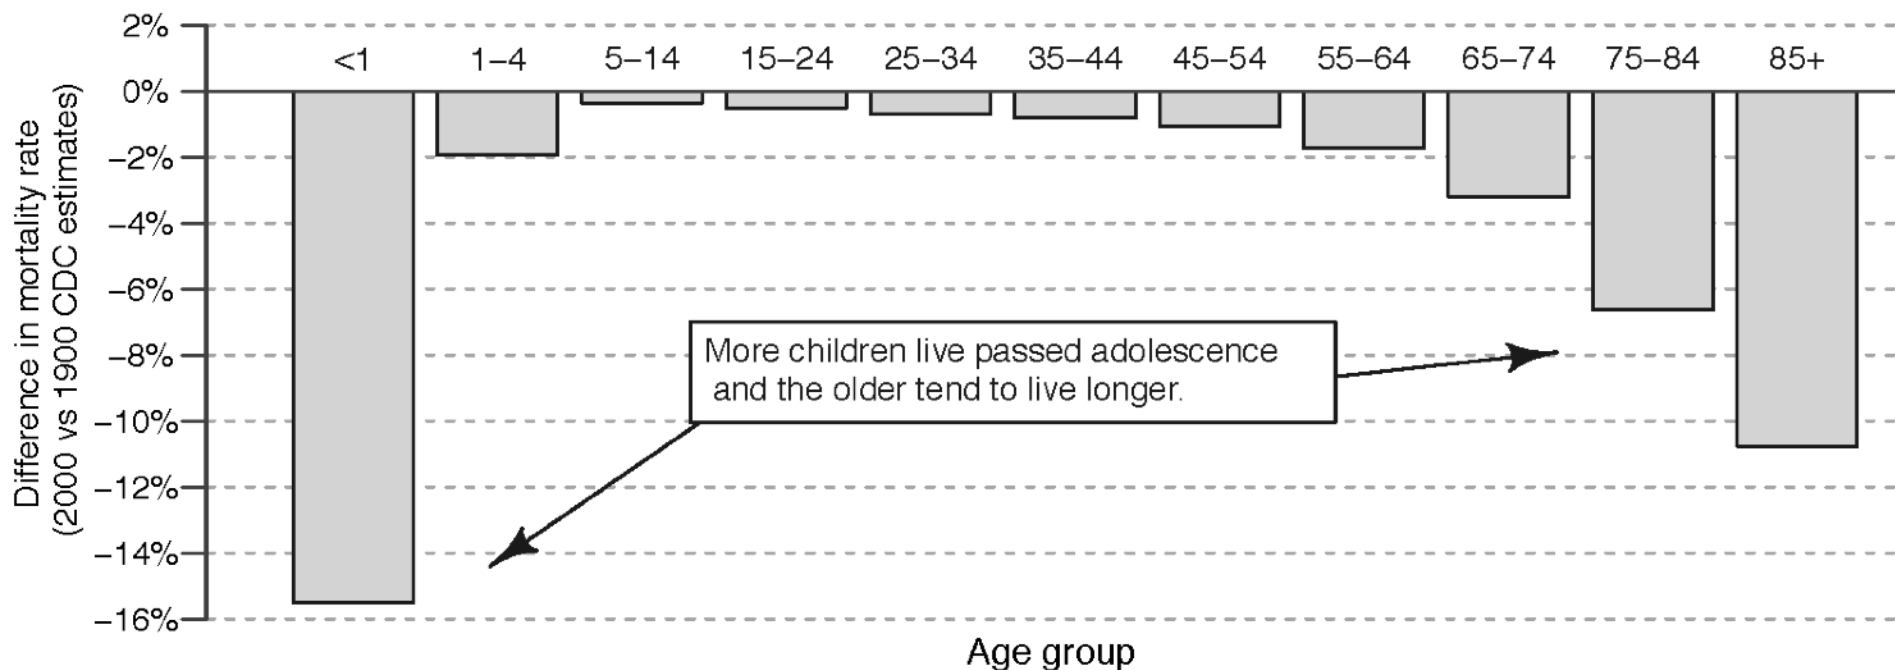 2%
<1 1–4 5–14 15–24 25–34 35–44 45–54 55–64 65–74 75–84 85+
0%
–2%
–4%
–6%
–8%
–10%
–12%
–14%
–16%
Difference in mortality rate
(2000 vs 1900 CDC estimates)
More children live passed adolescence
and the older tend to live longer.
Age group